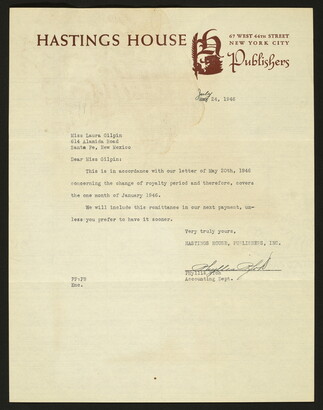 HASTINGS HOUSE
67 WEST 44TH STREET
NEW YORK CITY
Publishers
July
May 24, 1946
Miss Laura Gilpin
614 Alameda Road
Santa Fe, New Mexico
Dear Miss Gilpin:
This is in accordance with our letter of May 20th, 1946
concerning the change of royalty period and therefore, covers
the one month of January 1946.
We will include this remittance in our next payment, un-
less you prefer to have it sooner.
Very truly yours,
HASTINGS HOUSE, PUBLISHERS, INC.
Phyllis
Phyllis
Accounting Dept.
Enc.